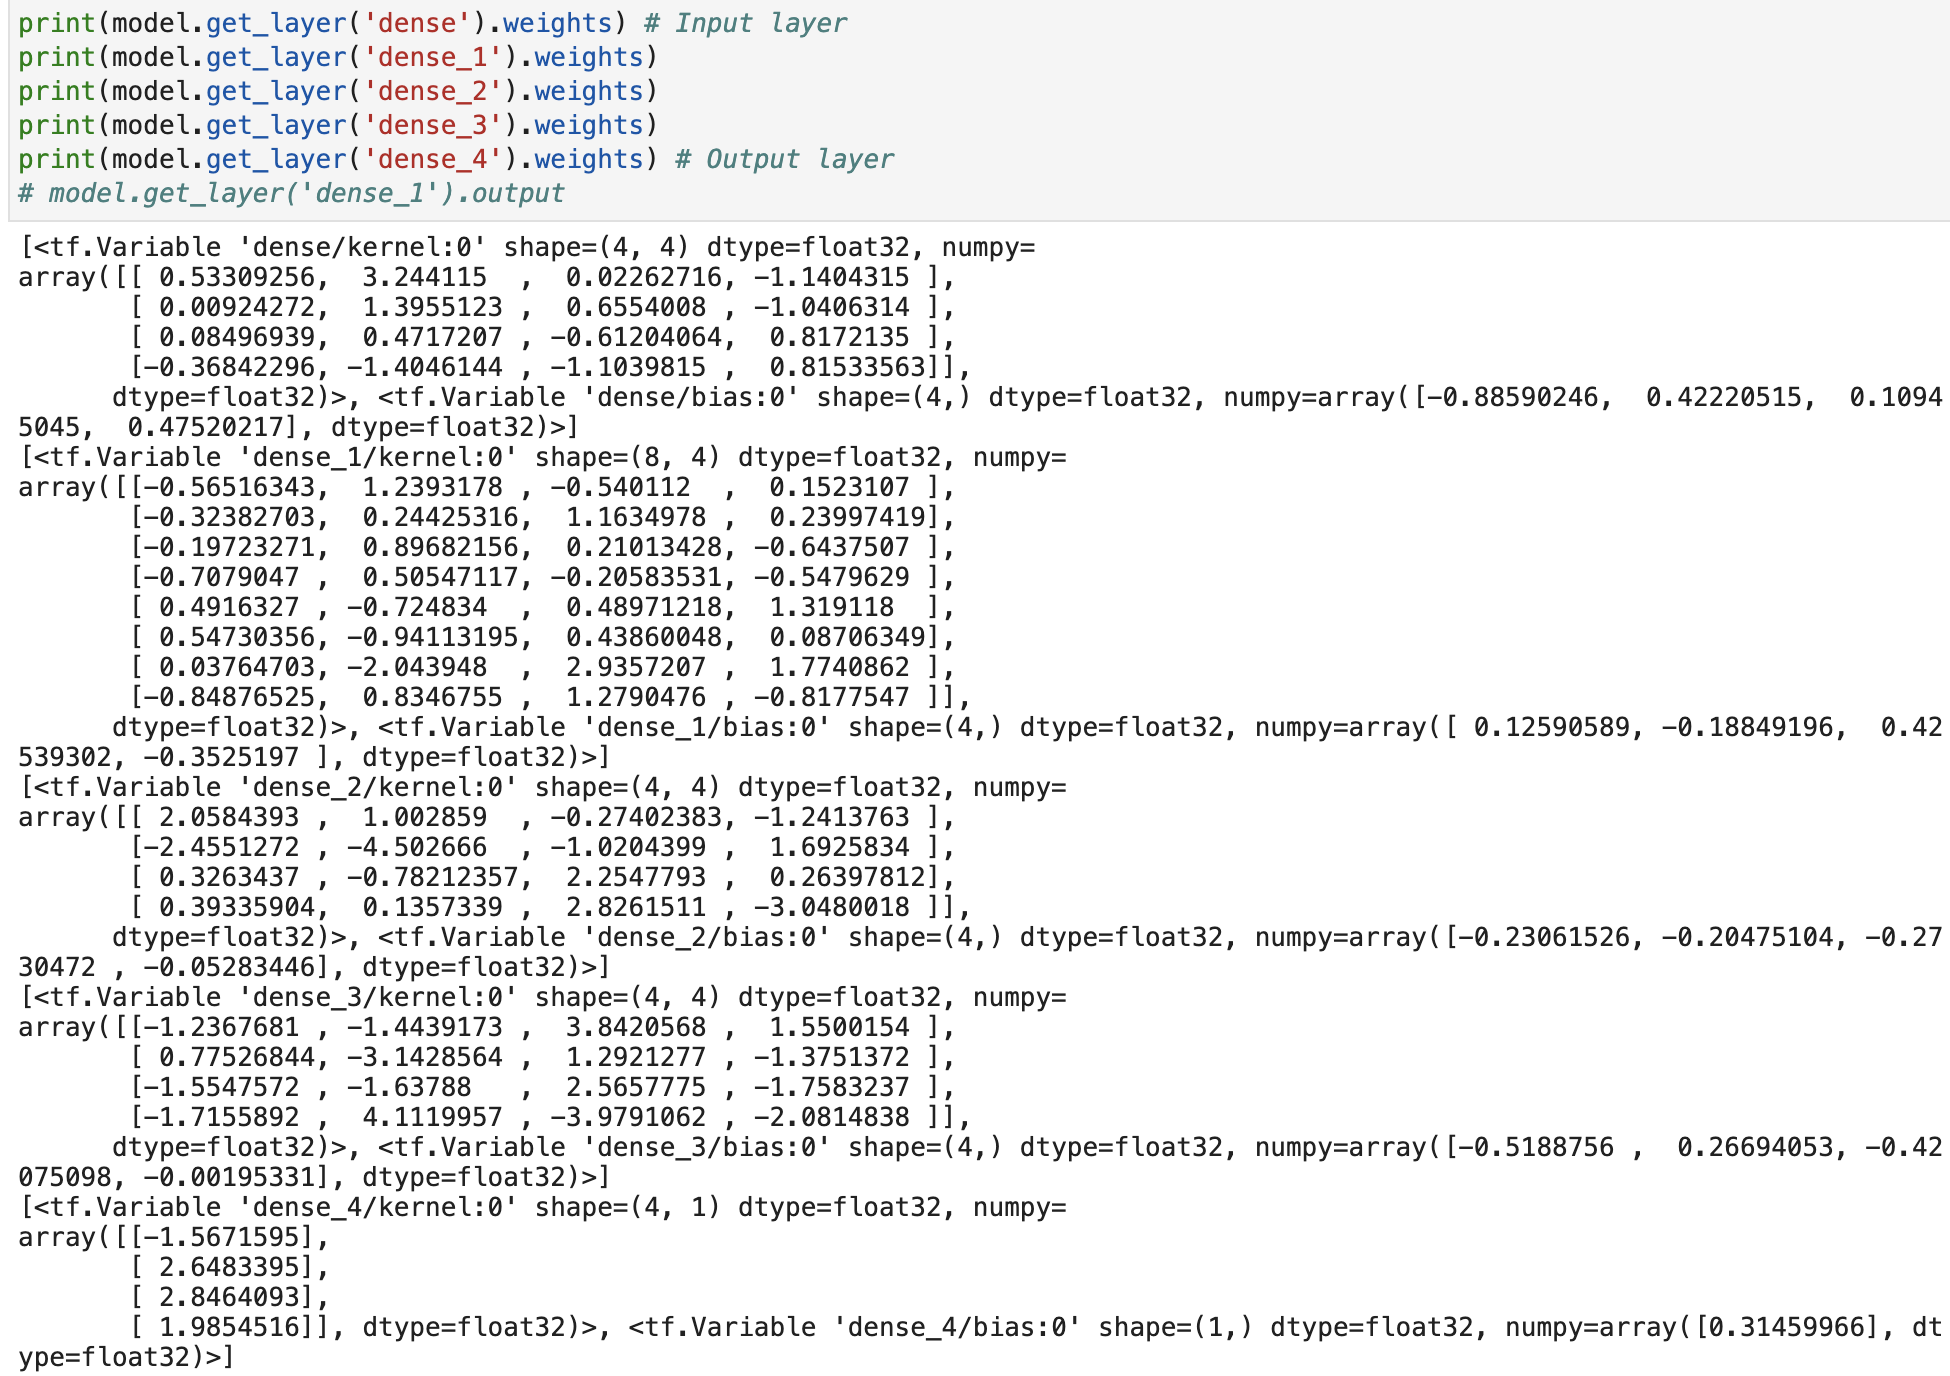 print(model.get_layer('dense').weights) # Input layer
print(model.get_layer('dense_1').weights)
print(model.get_layer('dense_2').weights)
print(model.get_layer('dense_3').weights)
print(model.get_layer('dense_4').weights) # Output layer
# model.get_layer('dense_1').output
[<tf.Variable 'dense/kernel:0' shape=(4, 4) dtype=float32, numpy=
array([[ 0.53309256,  3.244115  ,  0.02262716, -1.1404315 ],
       [ 0.00924272,  1.3955123 ,  0.6554008 , -1.0406314 ],
       [ 0.08496939,  0.4717207 , -0.61204064,  0.8172135 ],
       [-0.36842296, -1.4046144 , -1.1039815 ,  0.81533563]],
      dtype=float32)>, <tf.Variable 'dense/bias:0' shape=(4,) dtype=float32, numpy=array([-0.88590246,  0.42220515,  0.1094
5045,  0.47520217], dtype=float32)>]
[<tf.Variable 'dense_1/kernel:0' shape=(8, 4) dtype=float32, numpy=
array([[-0.56516343,  1.2393178 , -0.540112  ,  0.1523107 ],
       [-0.32382703,  0.24425316,  1.1634978 ,  0.23997419],
       [-0.19723271,  0.89682156,  0.21013428, -0.6437507 ],
       [-0.7079047 ,  0.50547117, -0.20583531, -0.5479629 ],
       [ 0.4916327 , -0.724834  ,  0.48971218,  1.319118  ],
       [ 0.54730356, -0.94113195,  0.43860048,  0.08706349],
       [ 0.03764703, -2.043948  ,  2.9357207 ,  1.7740862 ],
       [-0.84876525,  0.8346755 ,  1.2790476 , -0.8177547 ]],
      dtype=float32)>, <tf.Variable 'dense_1/bias:0' shape=(4,) dtype=float32, numpy=array([ 0.12590589, -0.18849196,  0.42
539302, -0.3525197 ], dtype=float32)>]
[<tf.Variable 'dense_2/kernel:0' shape=(4, 4) dtype=float32, numpy=
array([[ 2.0584393 ,  1.002859  , -0.27402383, -1.2413763 ],
       [-2.4551272 , -4.502666  , -1.0204399 ,  1.6925834 ],
       [ 0.3263437 , -0.78212357,  2.2547793 ,  0.26397812],
       [ 0.39335904,  0.1357339 ,  2.8261511 , -3.0480018 ]],
      dtype=float32)>, <tf.Variable 'dense_2/bias:0' shape=(4,) dtype=float32, numpy=array([-0.23061526, -0.20475104, -0.27
30472 , -0.05283446], dtype=float32)>]
[<tf.Variable 'dense_3/kernel:0' shape=(4, 4) dtype=float32, numpy=
array([[-1.2367681 , -1.4439173 ,  3.8420568 ,  1.5500154 ],
       [ 0.77526844, -3.1428564 ,  1.2921277 , -1.3751372 ],
       [-1.5547572 , -1.63788   ,  2.5657775 , -1.7583237 ],
       [-1.7155892 ,  4.1119957 , -3.9791062 , -2.0814838 ]],
      dtype=float32)>, <tf.Variable 'dense_3/bias:0' shape=(4,) dtype=float32, numpy=array([-0.5188756 ,  0.26694053, -0.42
075098, -0.00195331], dtype=float32)>]
[<tf.Variable 'dense_4/kernel:0' shape=(4, 1) dtype=float32, numpy=
array([[-1.5671595],
       [ 2.6483395],
       [ 2.8464093],
       [ 1.9854516]], dtype=float32)>, <tf.Variable 'dense_4/bias:0' shape=(1,) dtype=float32, numpy=array([0.31459966], dt
ype=float32)>]